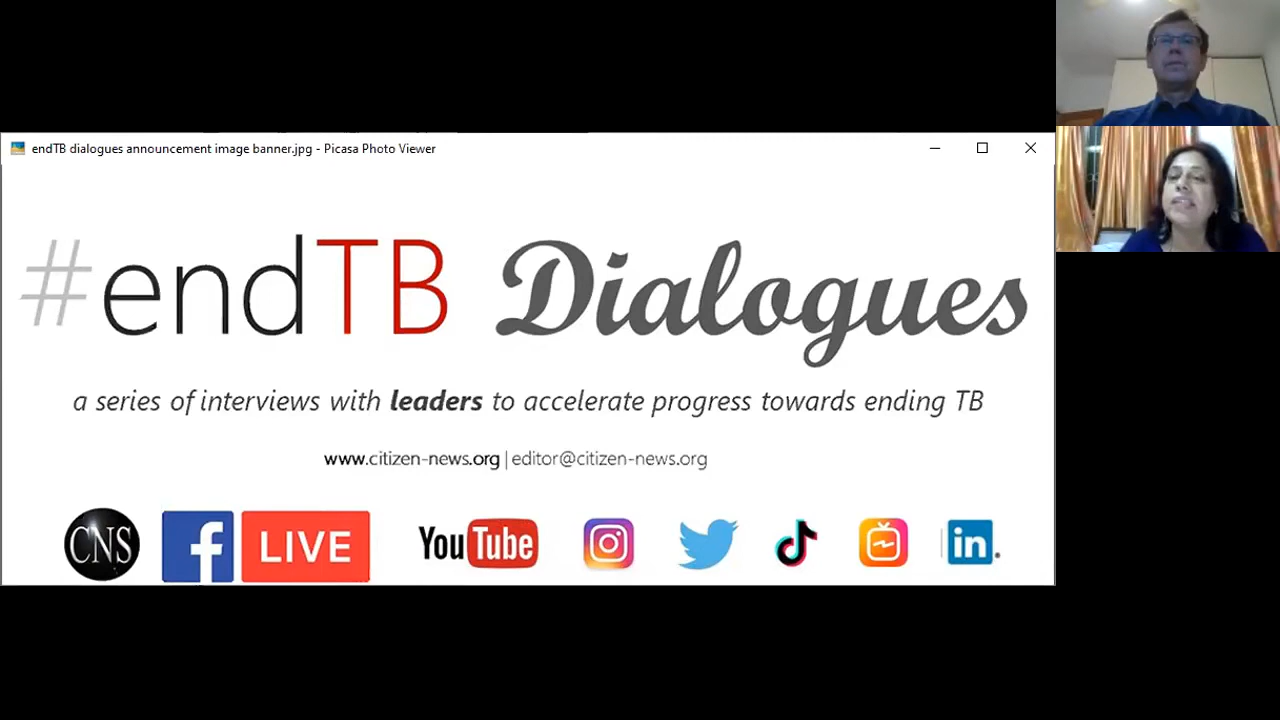 endTB dialogues announcement image banner.jpg - Picasa Photo Viewer
#endTB Dialogues
a series of interviews with leaders to accelerate progress towards ending TB
www.citizen-news.org | editor@citizen-news.org
CNS f LIVE YouTube in